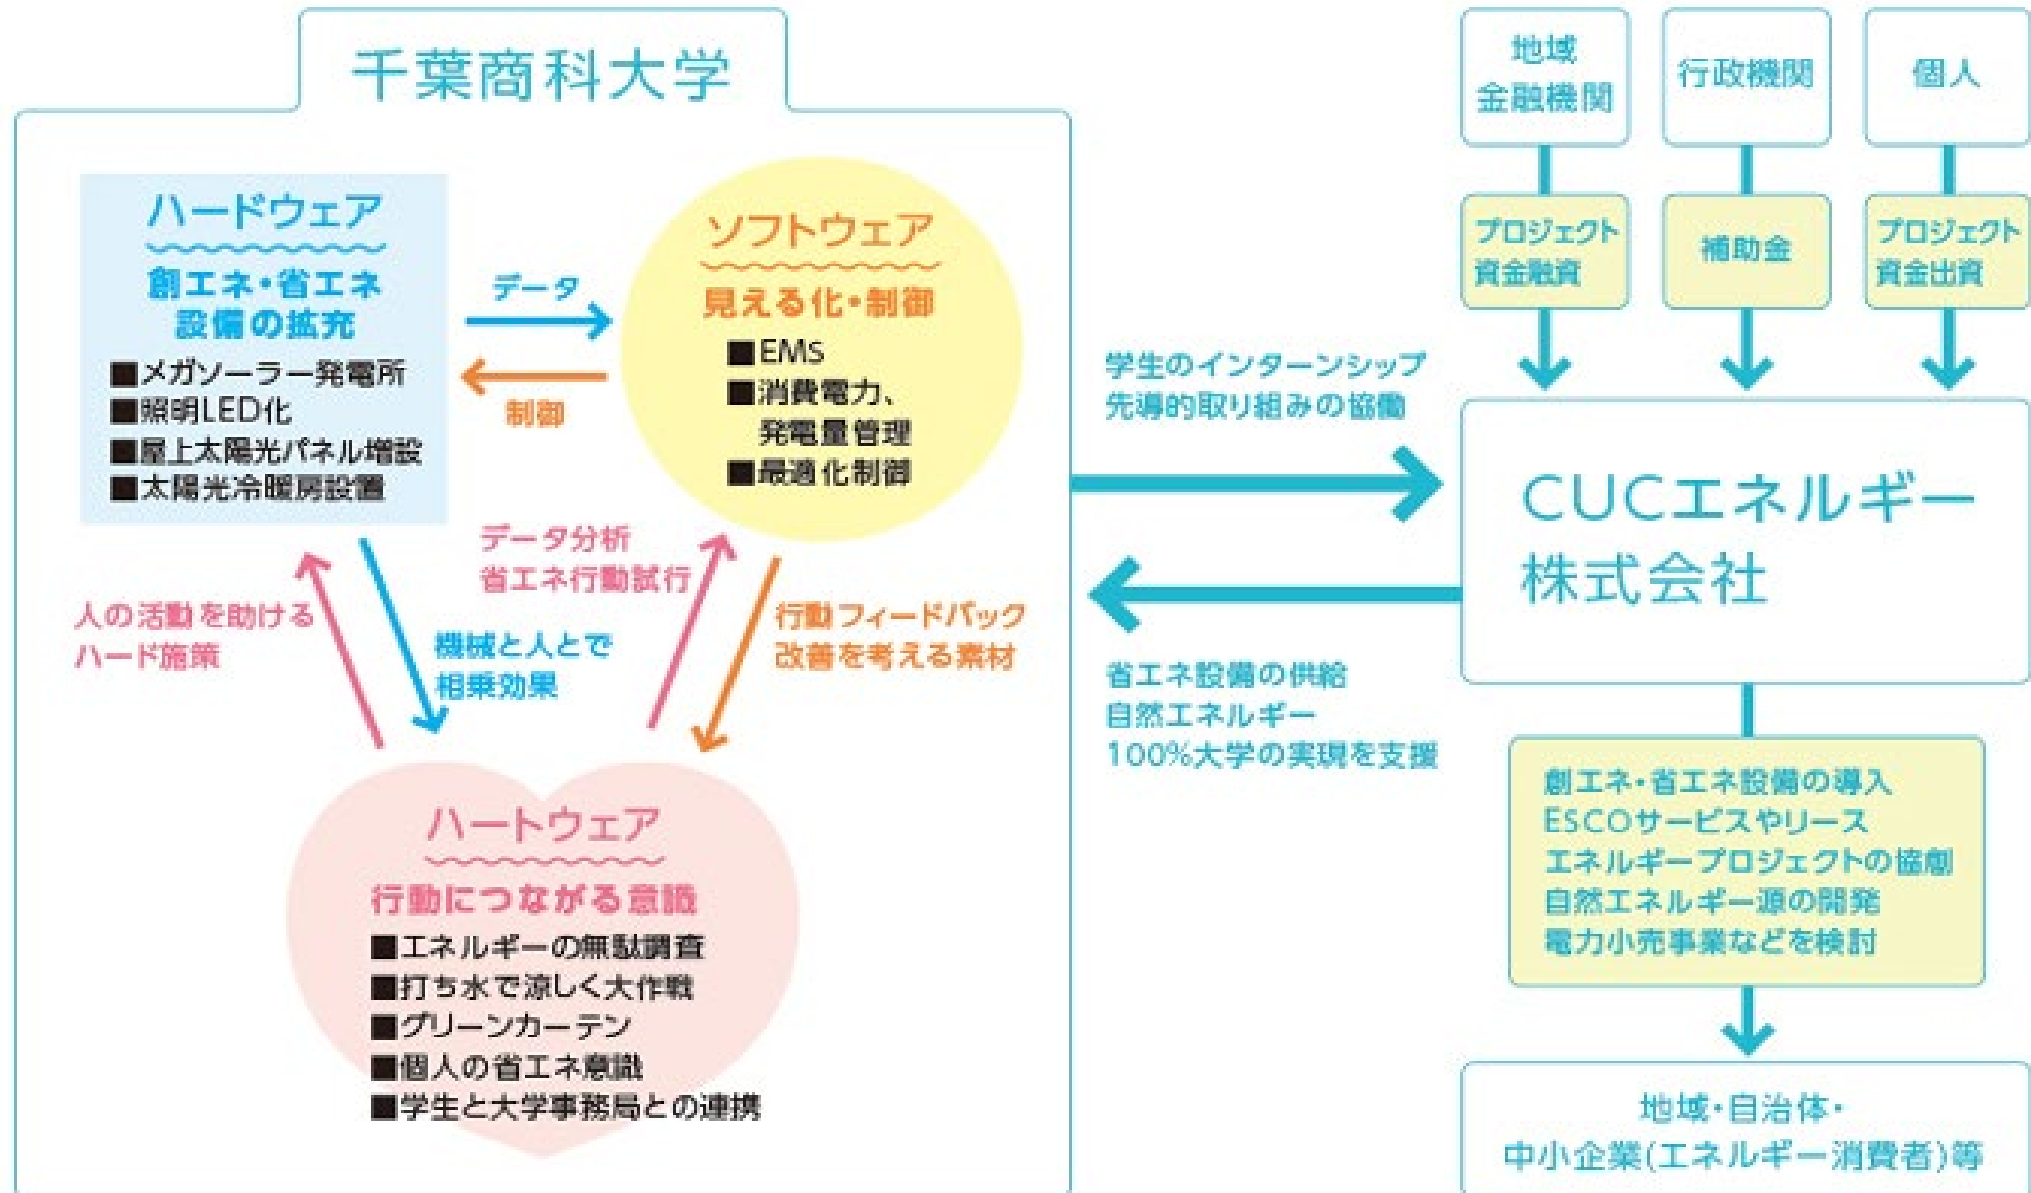 千葉商科大学
ハードウェア
創エネ・省エネ
設備の拡充
■メガソーラー発電所
■照明LED化
■屋上太陽光パネル増設
■太陽光冷暖房設置
データ
制御
ソフトウェア
見える化・制御
■EMS
■消費電力、
発電量管理
■最適化制御
人の活動を助ける
ハード施策
機械と人とで
相乗効果
データ分析
省エネ行動試行
行動フィードバック
改善を考える素材
ハートウェア
行動につながる意識
■エネルギーの無駄調査
■打ち水で涼しく大作戦
■グリーンカーテン
■個人の省エネ意識
■学生と大学事務局との連携
学生のインターンシップ
先導的取り組みの協働
省エネ設備の供給
自然エネルギー
100%大学の実現を支援
地域
金融機関
行政機関
個人
プロジェクト
資金融資
補助金
プロジェクト
資金出資
CUCエネルギー
株式会社
創エネ・省エネ設備の導入
ESCOサービスやリース
エネルギープロジェクトの協創
自然エネルギー源の開発
電力小売事業などを検討
地域・自治体・
中小企業(エネルギー消費者)等